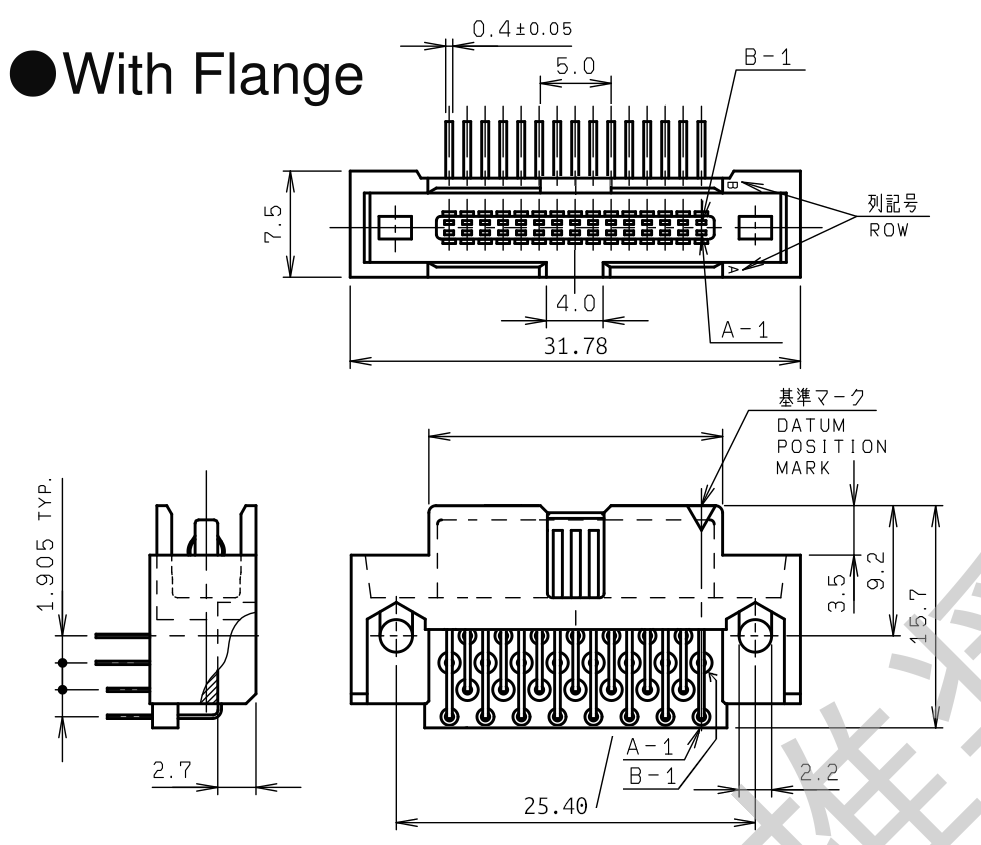 ●With Flange
0.4±0.05
5.0
B-1
7.5
B
列記号
ROW
A
4.0
A-1
31.78
基準マーク
DATUM
POSITION
MARK
1.905 TYP.
3.5
9.2
15.7
2.7
A-1
B-1
2.2
25.40